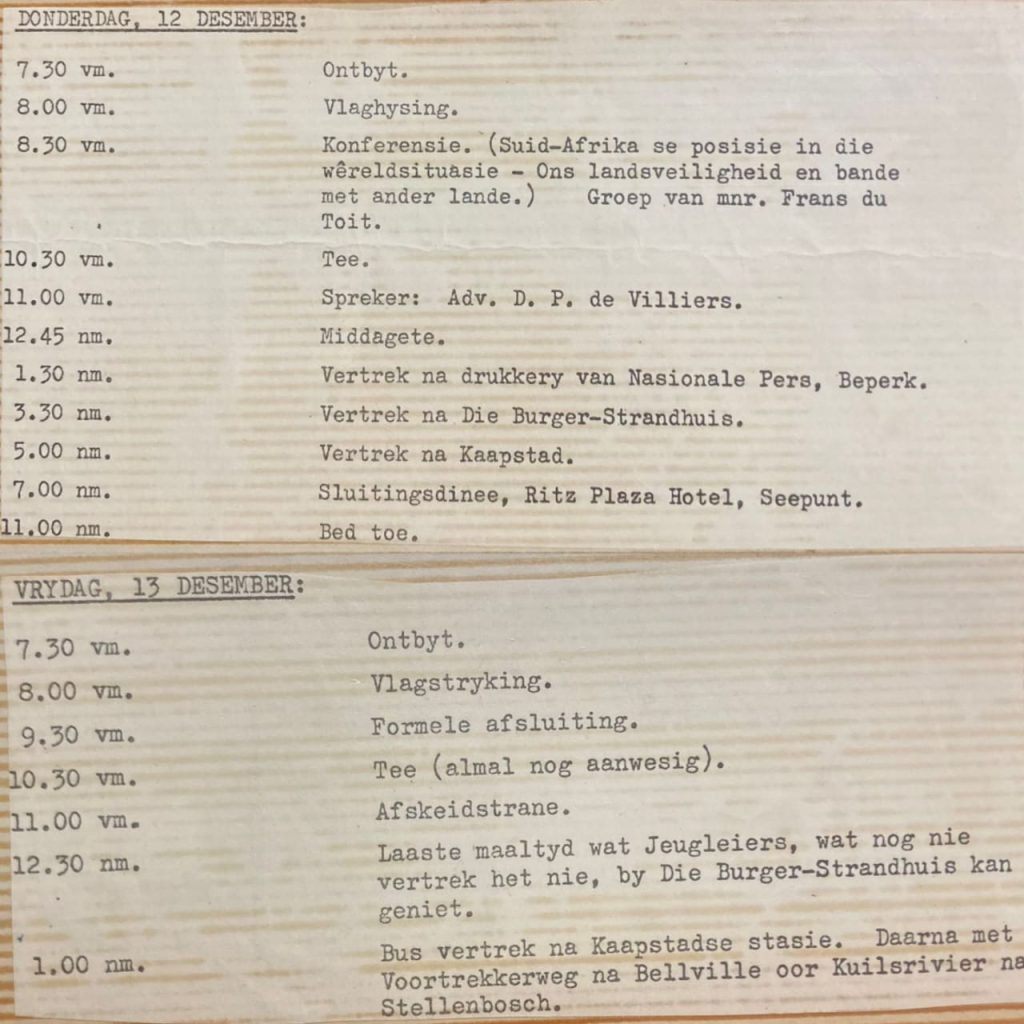 DONDERDAG, 12 DESEMBER:
7.30 vm. Ontbyt.
8.00 vm. Vlaghysing.
8.30 vm. Konferensie. (Suid-Afrika se posisie in die
wêreldsituasie - Ons landsveiligheid en bande
met ander lande.) Groep van mnr. Frans du
Toit.
10.30 vm. Tee.
11.00 vm. Spreker: Adv. D. P. de Villiers.
12.45 nm. Middagete.
1.30 nm. Vertrek na drukkery van Nasionale Pers, Beperk.
3.30 nm. Vertrek na Die Burger-Strandhuis.
5.00 nm. Vertrek na Kaapstad.
7.00 nm. Sluitingsdinee, Ritz Plaza Hotel, Seepunt.
11.00 nm. Bed toe.
VRYDAG, 13 DESEMBER:
7.30 vm. Ontbyt.
8.00 vm. Vlagstryking.
9.30 vm. Formele afsluiting.
10.30 vm. Tee (almal nog aanwesig).
11.00 vm. Afskeidstrane.
12.30 nm. Laaste maaltyd wat Jeugleiers, wat nog nie
vertrek het nie, by Die Burger-Strandhuis kan
geniet.
1.00 nm. Bus vertrek na Kaapstadse stasie. Daarna met
Voortrekkerweg na Bellville oor Kuilsrivier na
Stellenbosch.